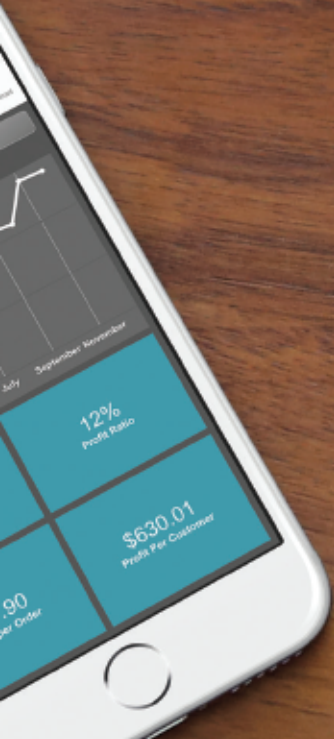 July September November
12%
Profit Ratio
$630.01
Profit Per Customer
.90
per Order